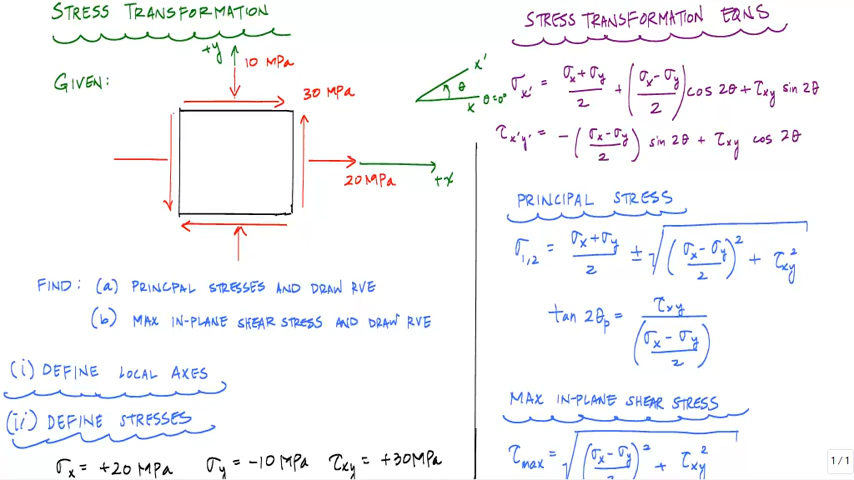 STRESS TRANSFORMATION
+y
10 MPa
GIVEN:
30 MPa
20 MPa
+x
FIND: (a) PRINCPAL STRESSES AND DRAW RVE
(b) MAX IN-PLANE SHEAR STRESS AND DRAW RVE
(i) DEFINE LOCAL AXES
(ii) DEFINE STRESSES
σx = +20 MPa σy = -10 MPa τxy = +30 MPa
STRESS TRANSFORMATION EQNS
x'
θ
x θ=0°
σx' = (σx+σy)/2 + ((σx-σy)/2) cos 2θ + τxy sin 2θ
τx'y' = -((σx-σy)/2) sin 2θ + τxy cos 2θ
PRINCIPAL STRESS
σ1,2 = (σx+σy)/2 ± √(((σx-σy)/2)² + τxy²)
tan 2θp = τxy/((σx-σy)/2)
MAX IN-PLANE SHEAR STRESS
τmax = √(((σx-σy)/2)² + τxy²)
1/1